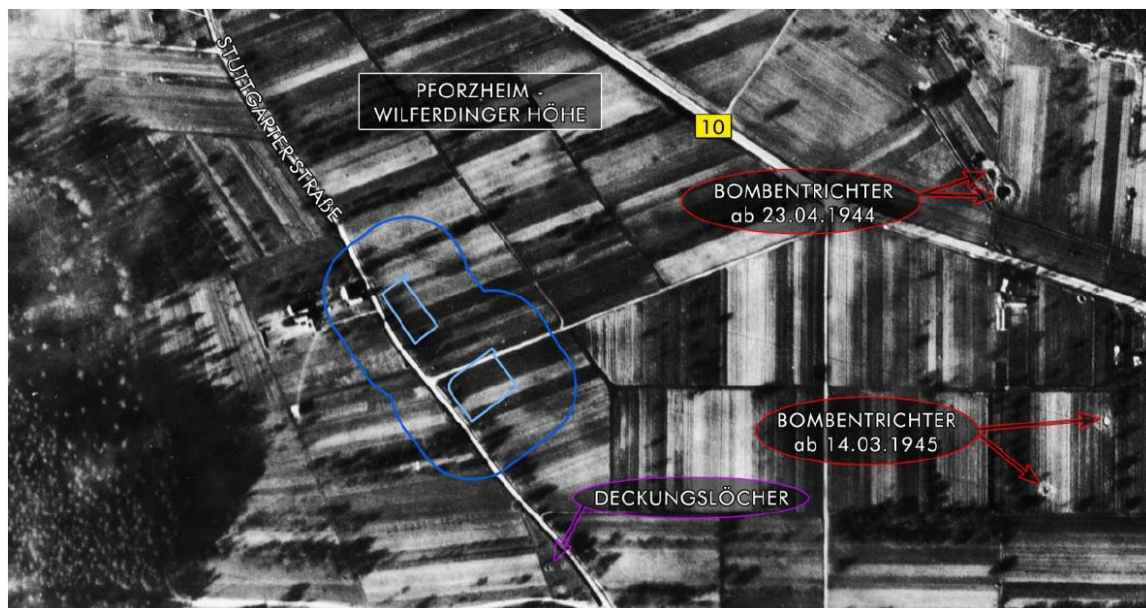 STUTTGARTER STRAßE
PFORZHEIM -
WILFERDINGER HÖHE
10
BOMBENTRICHTER
ab 23.04.1944
BOMBENTRICHTER
ab 14.03.1945
DECKUNGSLÖCHER